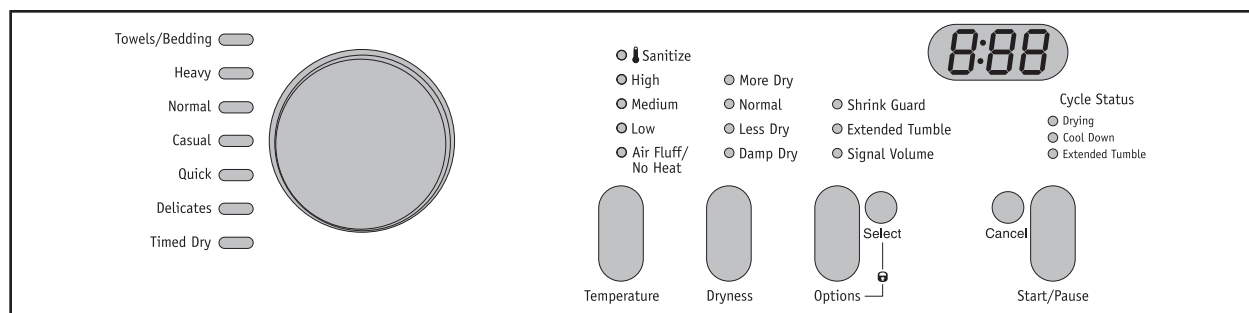 Towels/Bedding
Heavy
Normal
Casual
Quick
Delicates
Timed Dry
Sanitize
High
Medium
Low
Air Fluff/
No Heat
Temperature
More Dry
Normal
Less Dry
Damp Dry
Dryness
Shrink Guard
Extended Tumble
Signal Volume
Select
Options
8:88
Cycle Status
Drying
Cool Down
Extended Tumble
Cancel
Start/Pause